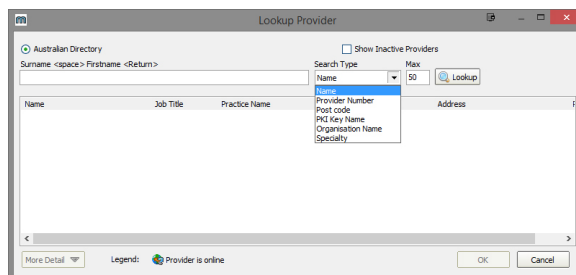 Lookup Provider
Australian Directory
Show Inactive Providers
Surname <space> Firstname <Return>
Search Type
Max
Name
50
Lookup
Name
Provider Number
Post code
PKI Key Name
Organisation Name
Specialty
Name
Job Title
Practice Name
Address
More Detail
Legend:
Provider is online
OK
Cancel